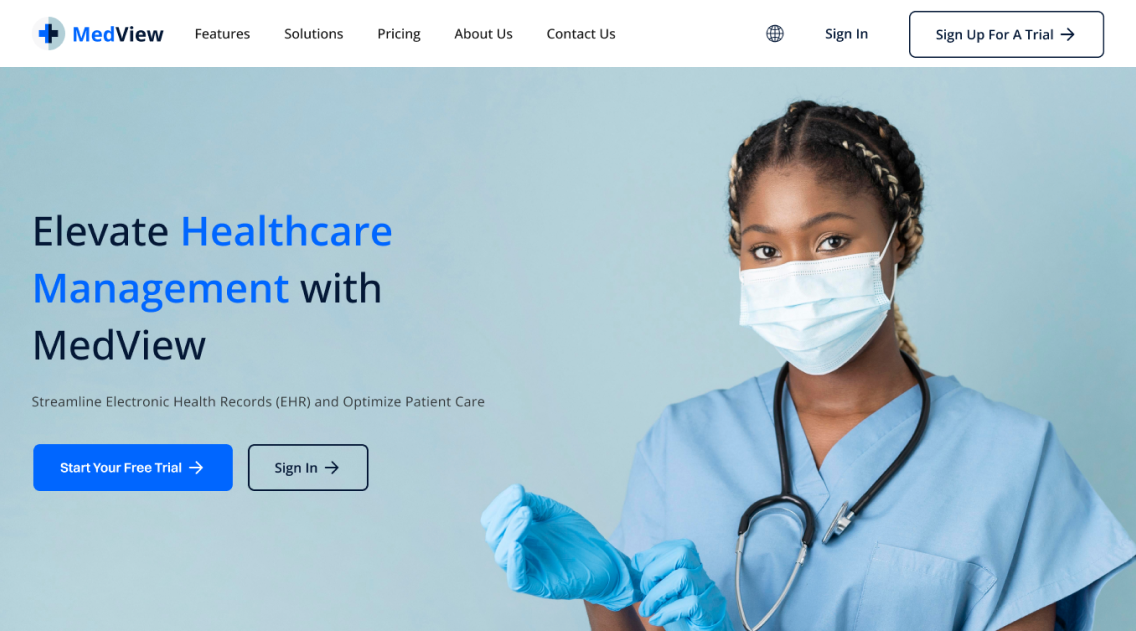 MedView
Features
Solutions
Pricing
About Us
Contact Us
Sign In
Sign Up For A Trial
Elevate Healthcare
Management with
MedView
Streamline Electronic Health Records (EHR) and Optimize Patient Care
Start Your Free Trial
Sign In